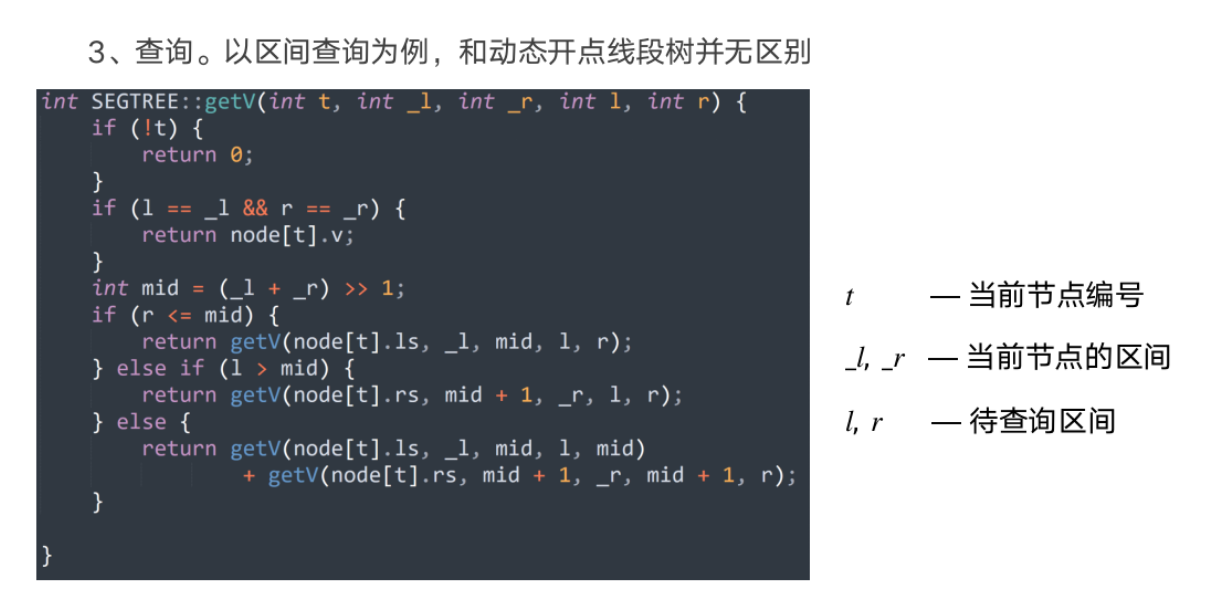 3、查询。以区间查询为例，和动态开点线段树并无区别
int SEGTREE::getV(int t, int _l, int _r, int l, int r) {
    if (!t) {
        return 0;
    }
    if (l == _l && r == _r) {
        return node[t].v;
    }
    int mid = (_l + _r) >> 1;
    if (r <= mid) {
        return getV(node[t].ls, _l, mid, l, r);
    } else if (l > mid) {
        return getV(node[t].rs, mid + 1, _r, l, r);
    } else {
        return getV(node[t].ls, _l, mid, l, mid)
                + getV(node[t].rs, mid + 1, _r, mid + 1, r);
    }
}
t — 当前节点编号
_l, _r — 当前节点的区间
l, r — 待查询区间